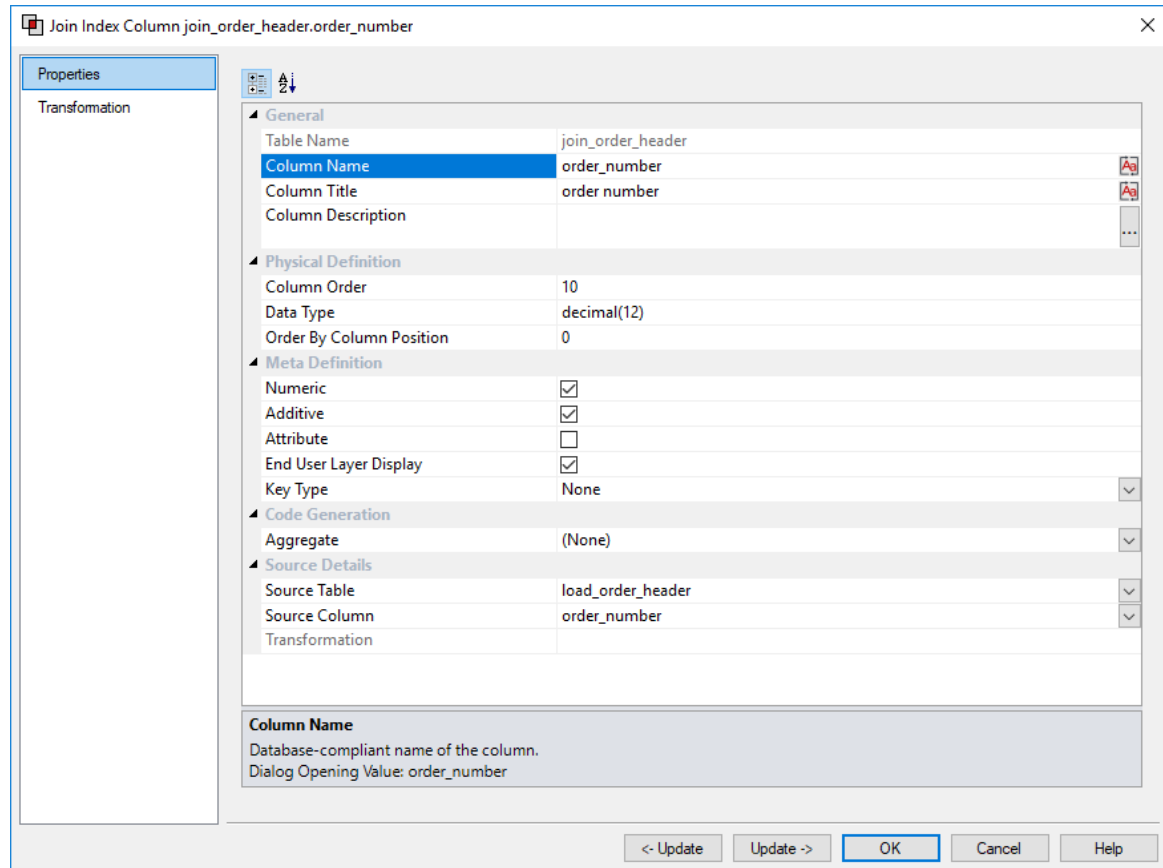 Join Index Column join_order_header.order_number
Properties
Transformation
General
Table Name join_order_header
Column Name order_number
Column Title order number
Column Description ...
Physical Definition
Column Order 10
Data Type decimal(12)
Order By Column Position 0
Meta Definition
Numeric
Additive
Attribute
End User Layer Display
Key Type None
Code Generation
Aggregate (None)
Source Details
Source Table load_order_header
Source Column order_number
Transformation
Column Name
Database-compliant name of the column.
Dialog Opening Value: order_number
<- Update Update -> OK Cancel Help